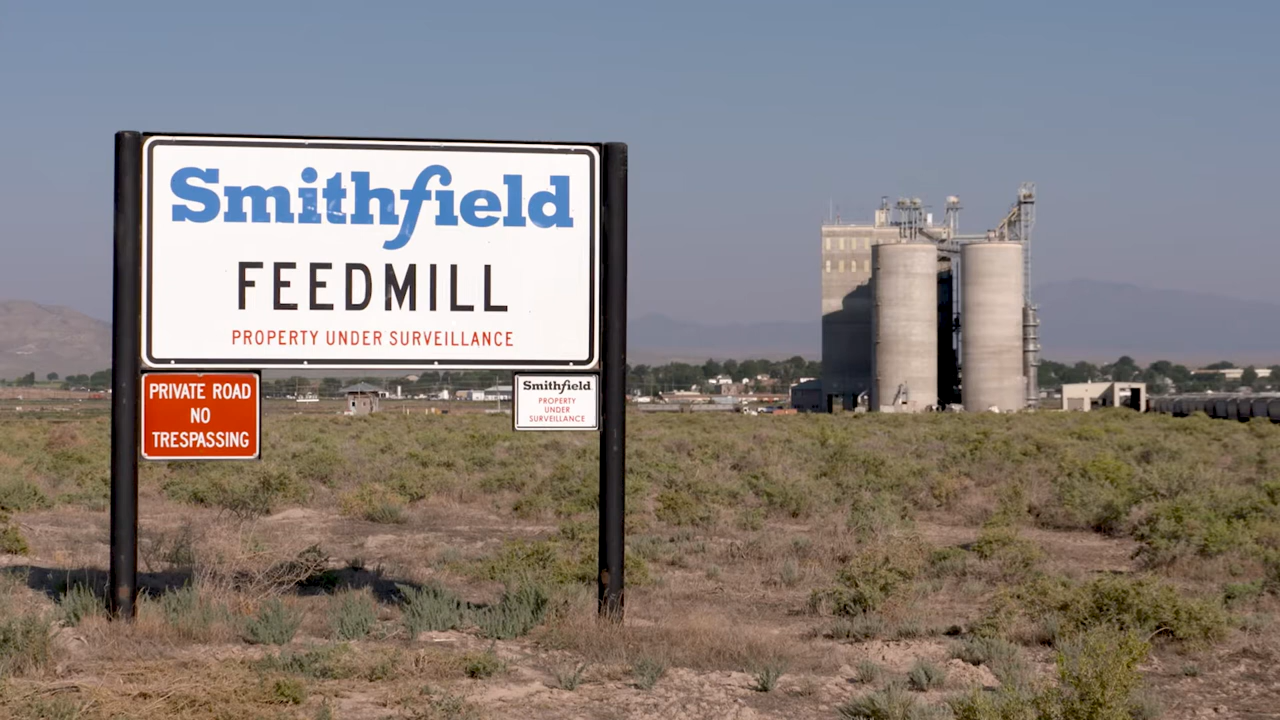 Smithfield
FEEDMILL
PROPERTY UNDER SURVEILLANCE
PRIVATE ROAD
NO
TRESPASSING
Smithfield
PROPERTY
UNDER
SURVEILLANCE